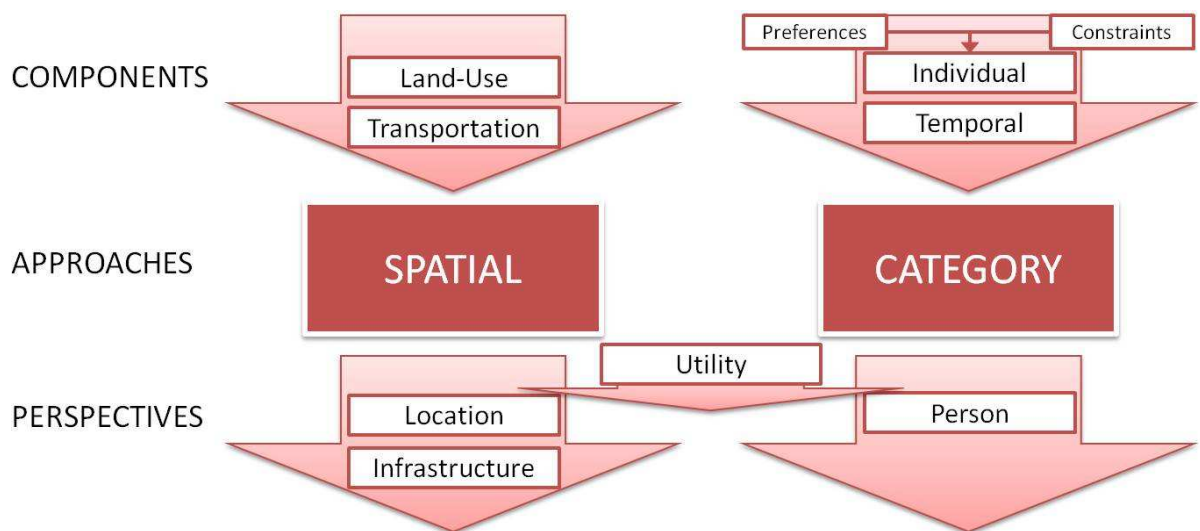 Preferences
Constraints
COMPONENTS
Land-Use
Individual
Transportation
Temporal
APPROACHES
SPATIAL
CATEGORY
Utility
PERSPECTIVES
Location
Person
Infrastructure